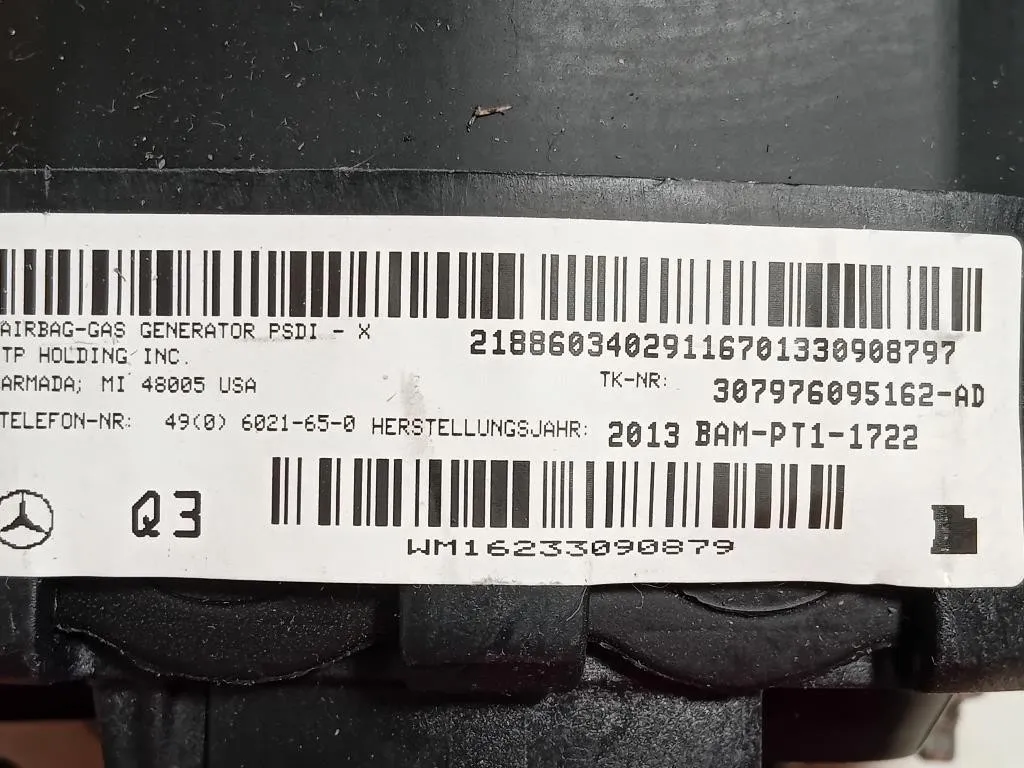 AIRBAG-GAS GENERATOR PSDI - X
21886034029116701330908797
TP HOLDING INC.
ARMADA; MI 48005 USA
TK-NR: 307976095162-AD
TELEFON-NR: 49(0) 6021-65-0 HERSTELLUNGSJAHR: 2013 BAM-PT1-1722
Q3
WM16233090879